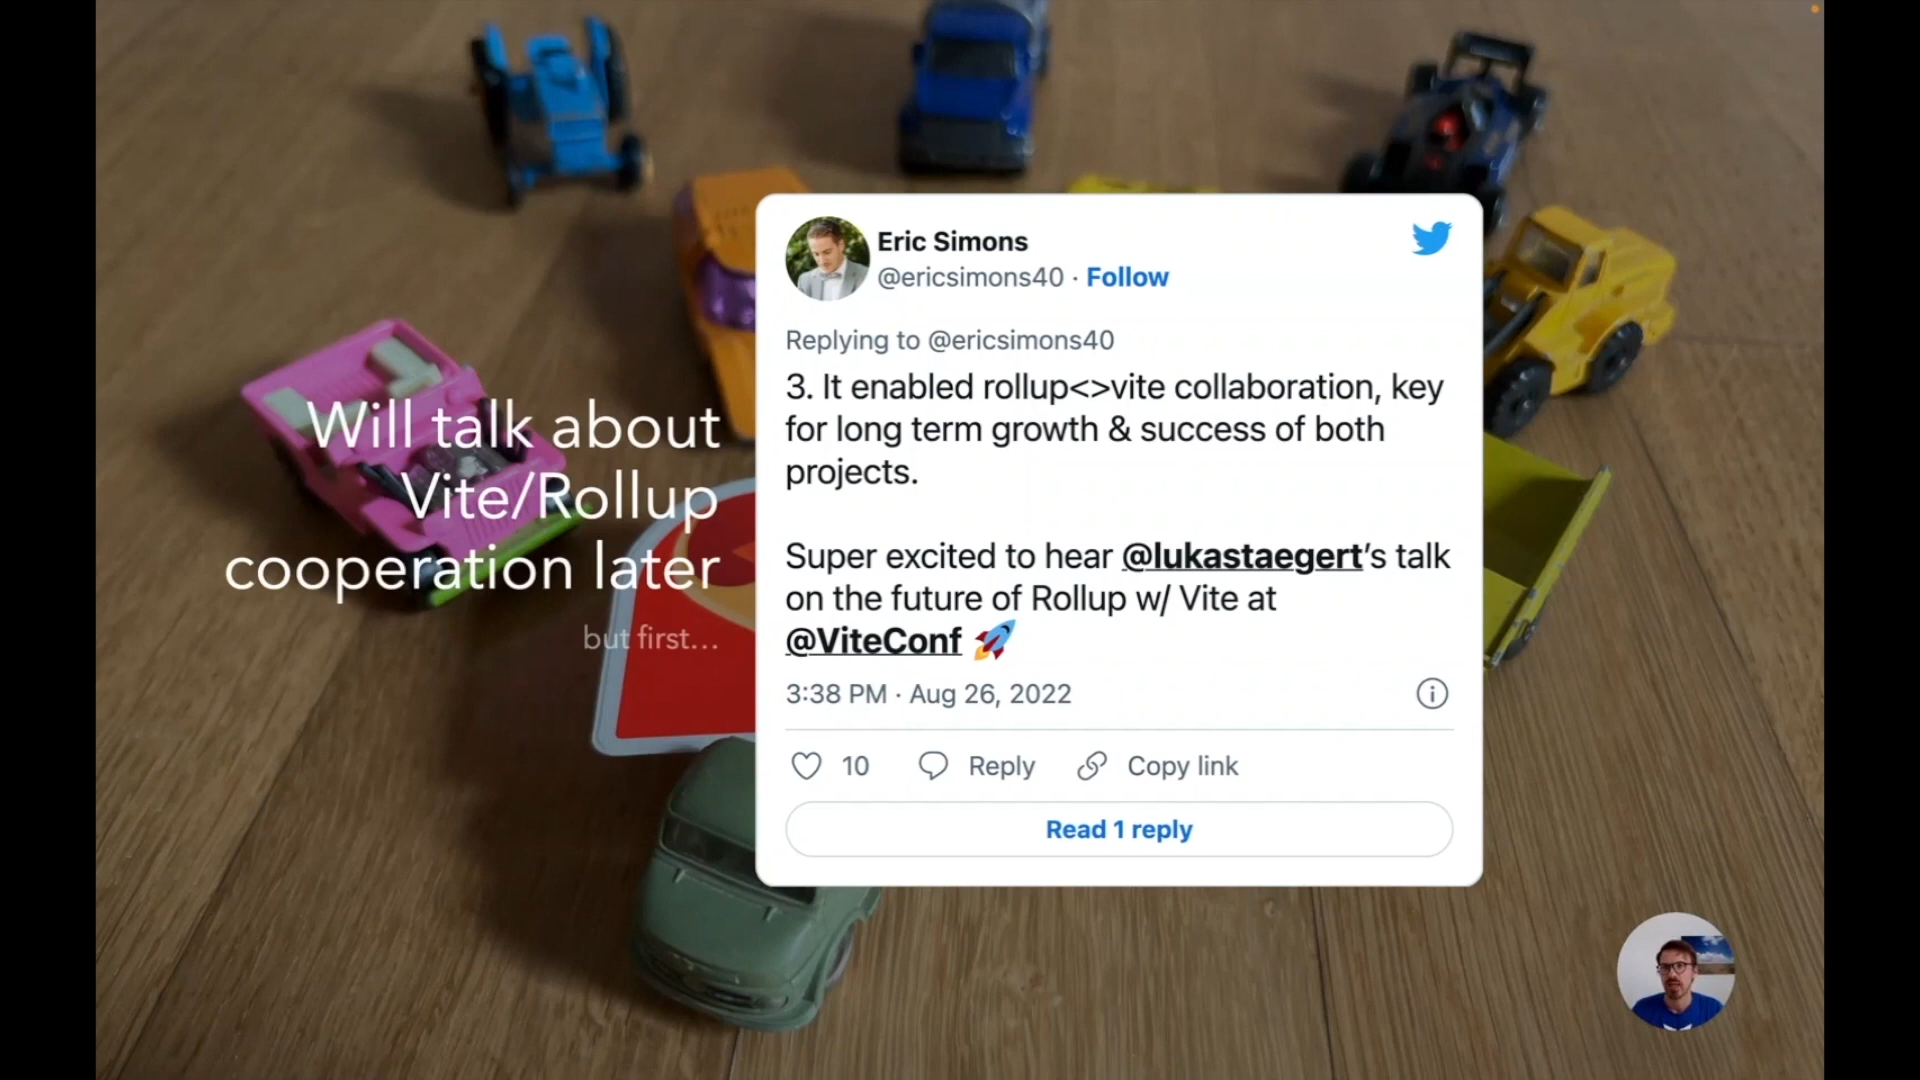 Will talk about
Vite/Rollup
cooperation later
but first...
Eric Simons
@ericsimons40 · Follow
Replying to @ericsimons40
3. It enabled rollup<>vite collaboration, key
for long term growth & success of both
projects.
Super excited to hear @lukastaegert's talk
on the future of Rollup w/ Vite at
@ViteConf 🚀
3:38 PM · Aug 26, 2022
10 Reply Copy link
Read 1 reply